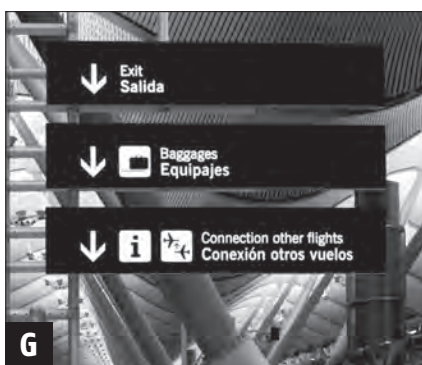 Exit
Salida
Baggages
Equipajes
i
Connection other flights
Conexión otros vuelos
G